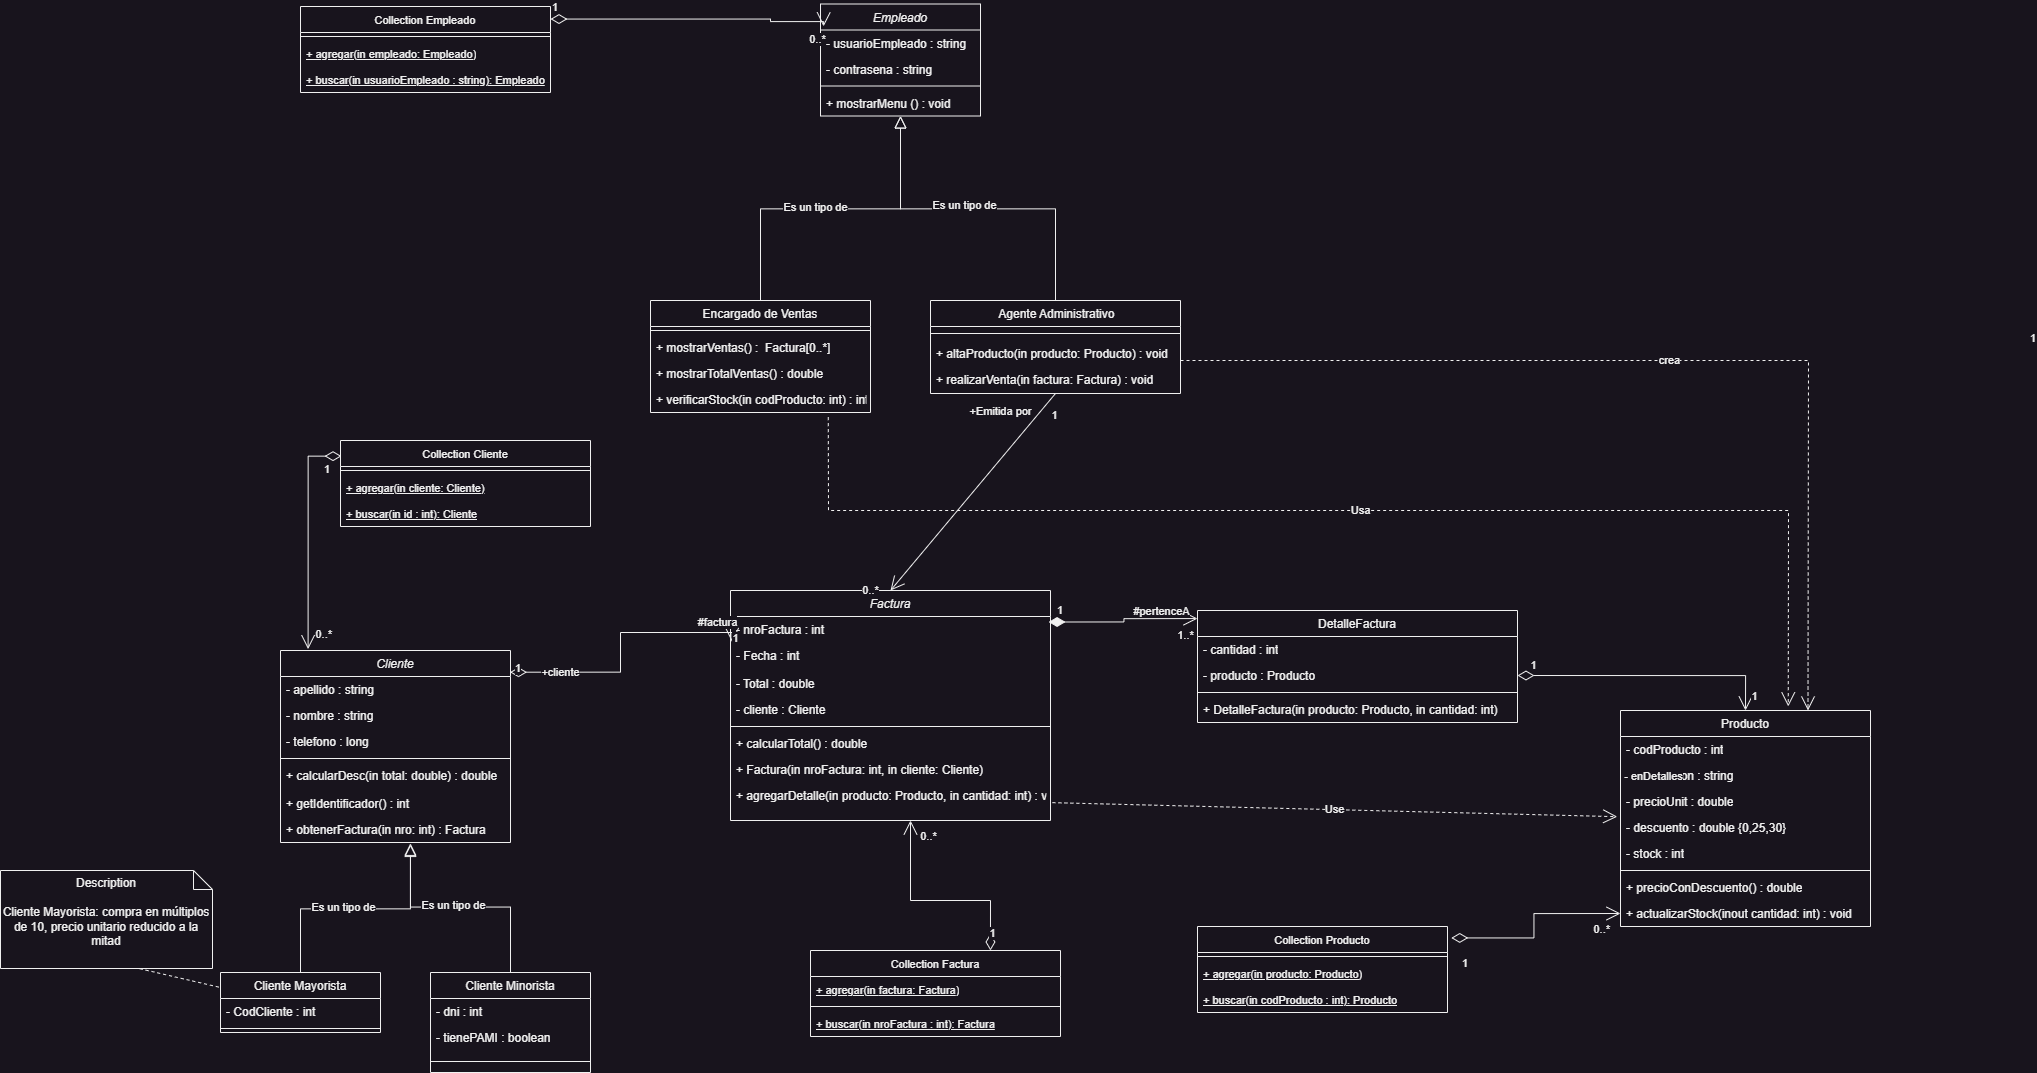 Collection Empleado
+ agregar(in empleado: Empleado)
+ buscar(in usuarioEmpleado : string): Empleado
1
0..*
Empleado
- usuarioEmpleado : string
- contrasena : string
+ mostrarMenu () : void
Es un tipo de
Es un tipo de
Encargado de Ventas
+ mostrarVentas() : Factura[0..*]
+ mostrarTotalVentas() : double
+ verificarStock(in codProducto: int) : int
Agente Administrativo
+ altaProducto(in producto: Producto) : void
+ realizarVenta(in factura: Factura) : void
1
crea
+Emitida por
1
Usa
Collection Cliente
+ agregar(in cliente: Cliente)
+ buscar(in id : int): Cliente
1
0..*
Cliente
- apellido : string
- nombre : string
- telefono : long
+ calcularDesc(in total: double) : double
+ getIdentificador() : int
+ obtenerFactura(in nro: int) : Factura
1
+cliente
#factura
1
0..*
Factura
- nroFactura : int
- Fecha : int
- Total : double
- cliente : Cliente
+ calcularTotal() : double
+ Factura(in nroFactura: int, in cliente: Cliente)
+ agregarDetalle(in producto: Producto, in cantidad: int) : v
1
#pertenceA
1..*
DetalleFactura
- cantidad : int
- producto : Producto
+ DetalleFactura(in producto: Producto, in cantidad: int)
1
1
Use
Producto
- codProducto : int
- enDetalleson : string
- precioUnit : double
- descuento : double {0,25,30}
- stock : int
+ precioConDescuento() : double
+ actualizarStock(inout cantidad: int) : void
0..*
1
Collection Producto
+ agregar(in producto: Producto)
+ buscar(in codProducto : int): Producto
0..*
1
Collection Factura
+ agregar(in factura: Factura)
+ buscar(in nroFactura : int): Factura
Es un tipo de
Es un tipo de
Description
Cliente Mayorista: compra en múltiplos
de 10, precio unitario reducido a la
mitad
Cliente Mayorista
- CodCliente : int
Cliente Minorista
- dni : int
- tienePAMI : boolean